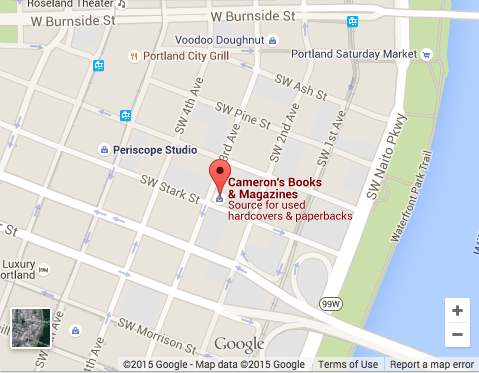 Roseland Theater
W Burnside St
W Burnside St
Voodoo Doughnut
Portland City Grill
Portland Saturday Market
SW Ash St
SW Pine St
SW 4th Ave
3rd Ave
SW 2nd Ave
SW 1st Ave
SW Naito Pkwy
Waterfront Park Trail
Periscope Studio
SW Stark St
Cameron's Books
& Magazines
Source for used
hardcovers & paperbacks
St
Luxury
ortland
99W
SW Morrison St
4th Ave
Ave
+
−
Google
©2015 Google - Map data ©2015 Google
Terms of Use
Report a map error